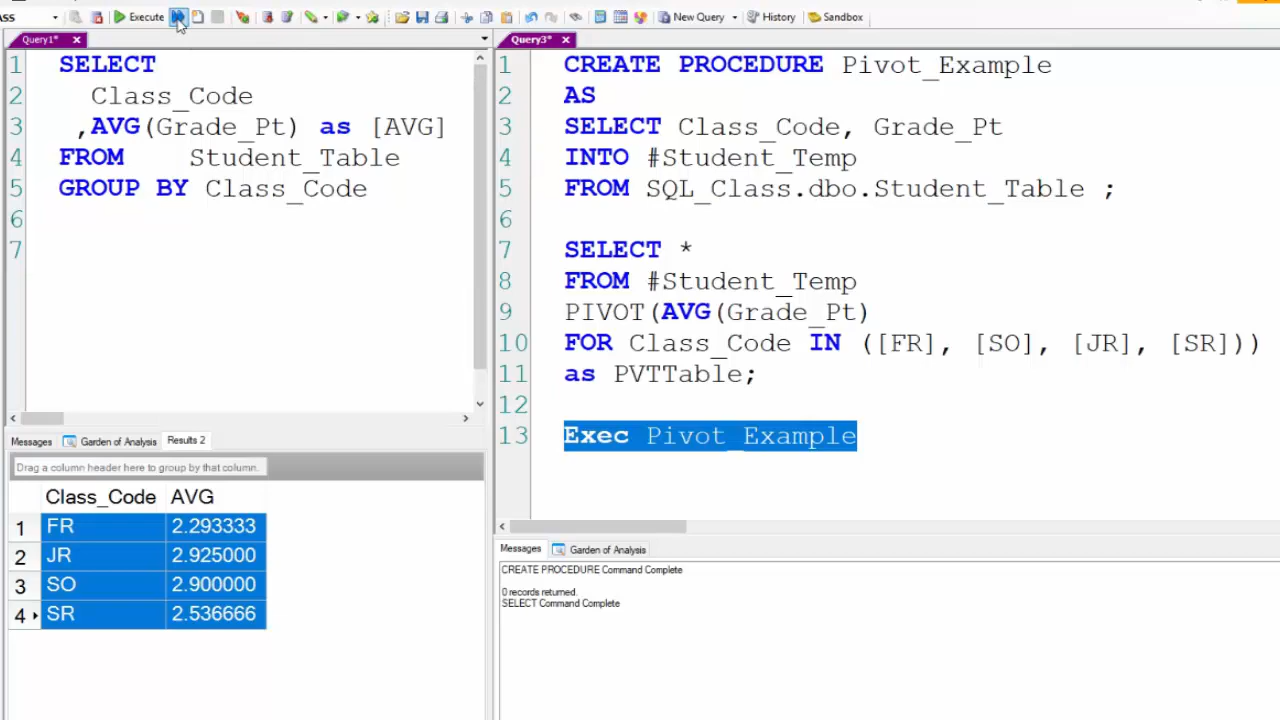 SS Execute New Query History Sandbox
Query1*
1 SELECT
2 Class_Code
3 ,AVG(Grade_Pt) as [AVG]
4 FROM Student_Table
5 GROUP BY Class_Code
6
7
Messages Garden of Analysis Results 2
Drag a column header here to group by that column.
Class_Code AVG
1 FR 2.293333
2 JR 2.925000
3 SO 2.900000
4 SR 2.536666
Query3*
1 CREATE PROCEDURE Pivot_Example
2 AS
3 SELECT Class_Code, Grade_Pt
4 INTO #Student_Temp
5 FROM SQL_Class.dbo.Student_Table ;
6
7 SELECT *
8 FROM #Student_Temp
9 PIVOT(AVG(Grade_Pt)
10 FOR Class_Code IN ([FR], [SO], [JR], [SR]))
11 as PVTTable;
12
13 Exec Pivot_Example
Messages Garden of Analysis
CREATE PROCEDURE Command Complete
0 records returned.
SELECT Command Complete